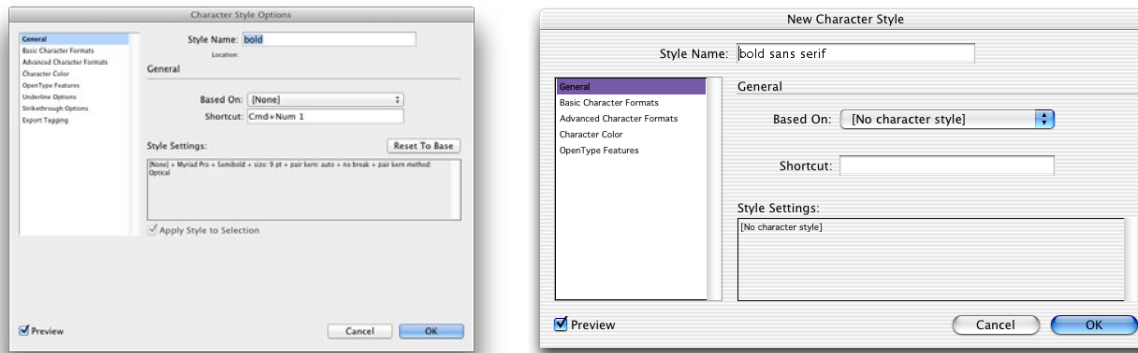 Character Style Options
Style Name: bold
Location:
General
Basic Character Formats
Advanced Character Formats
Character Color
OpenType Features
Underline Options
Strikethrough Options
Export Tagging
General
Based On: [None]
Shortcut: Cmd+Num 1
Style Settings:
Reset To Base
[None] + Myriad Pro + Semibold + size: 9 pt + pair kern: auto + no break + pair kern method:
Optical
Apply Style to Selection
Preview
Cancel
OK
New Character Style
Style Name: bold sans serif
General
Basic Character Formats
Advanced Character Formats
Character Color
OpenType Features
General
Based On: [No character style]
Shortcut:
Style Settings:
[No character style]
Preview
Cancel
OK